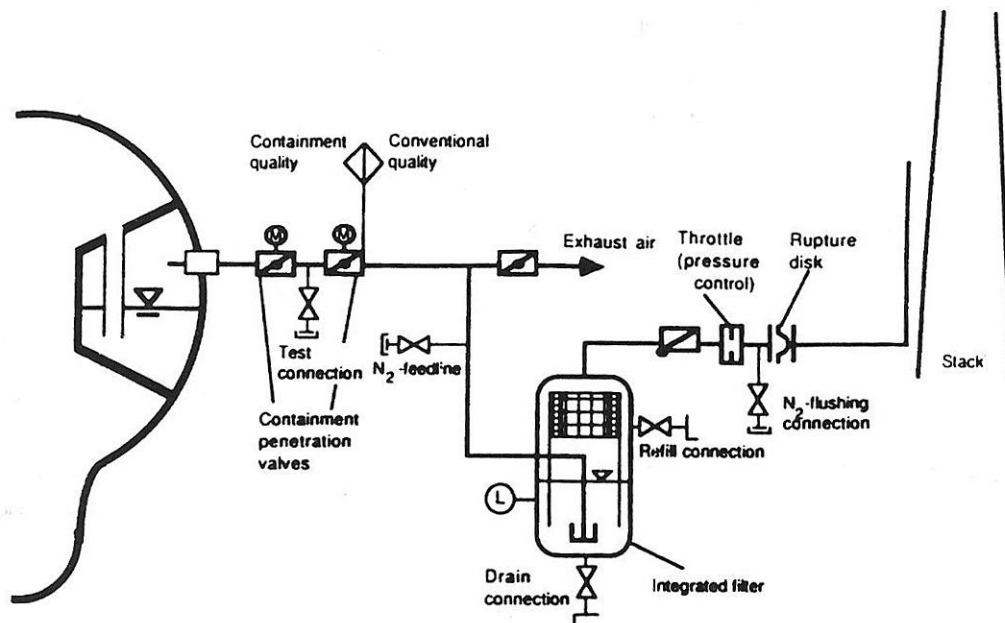 Containment
quality
Conventional
quality
M
M
Exhaust air
Throttle
(pressure
control)
Rupture
disk
Test
connection
N₂-feedline
Stack
Containment
penetration
valves
N₂-flushing
connection
Refill connection
L
Drain
connection
Integrated filter